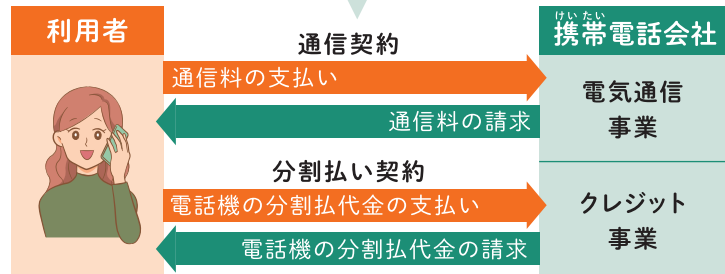 利用者
けいたい
携帯電話会社
通信契約
通信料の支払い
通信料の請求
電気通信
事業
分割払い契約
電話機の分割払代金の支払い
電話機の分割払代金の請求
クレジット
事業